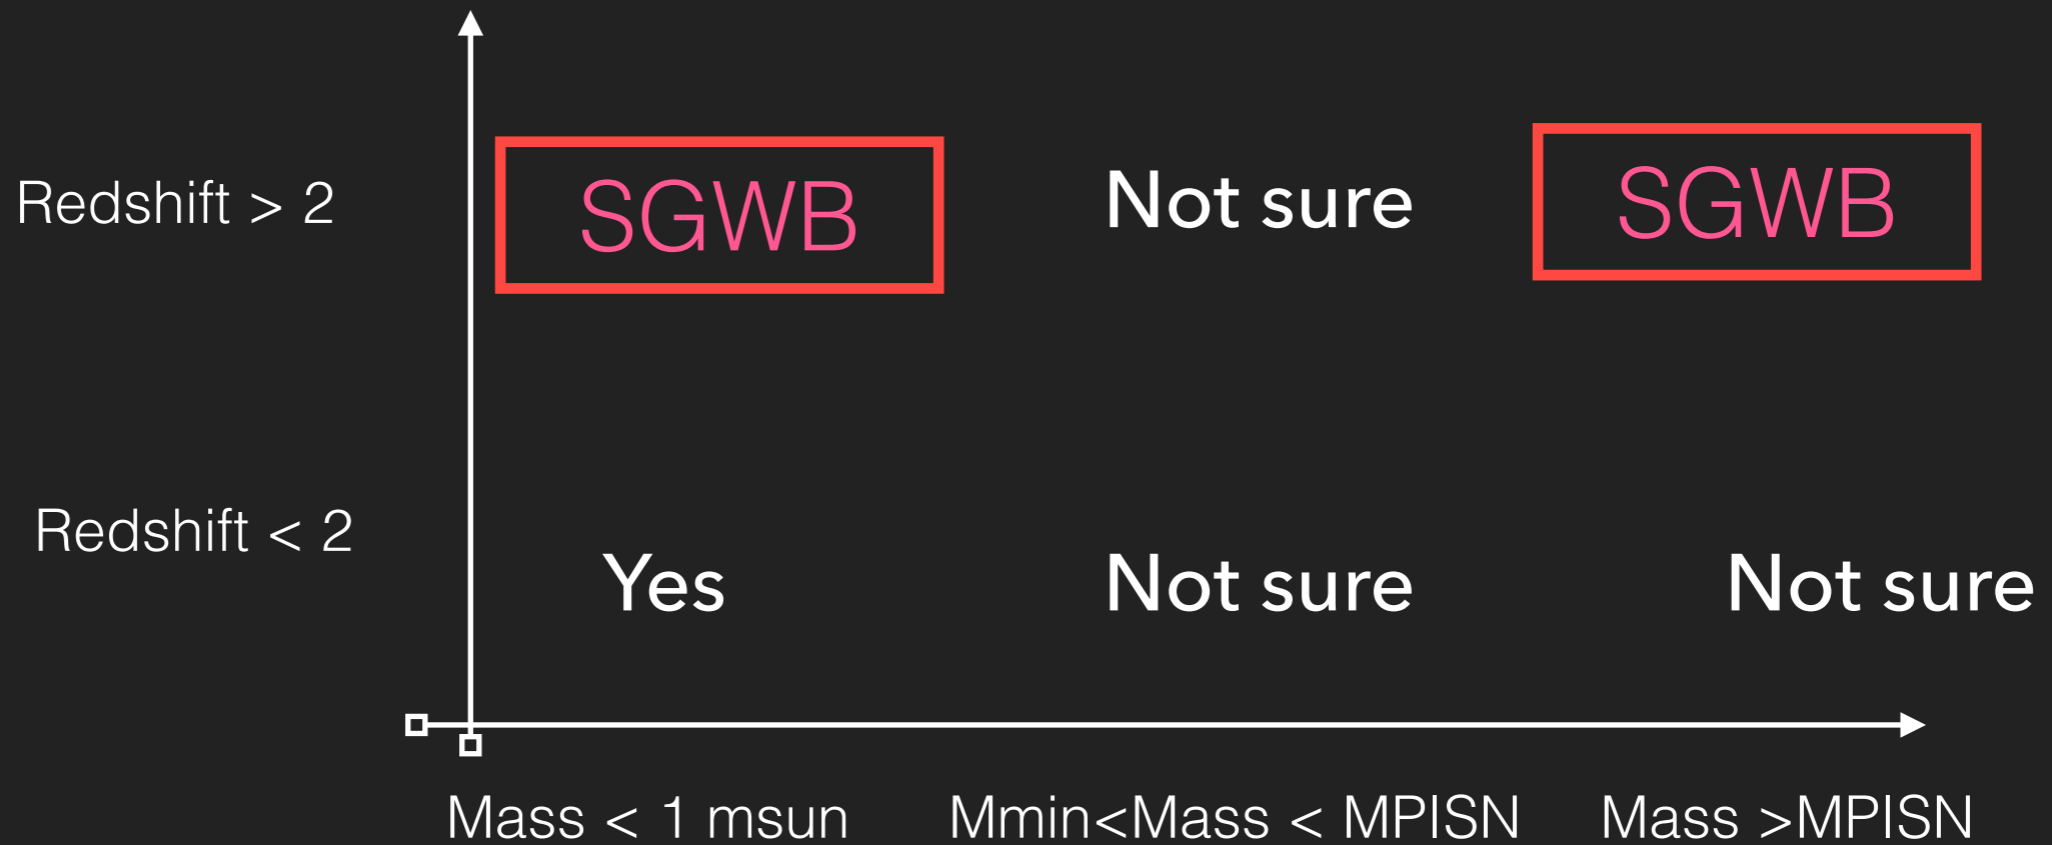 Redshift > 2
SGWB
Not sure
SGWB
Redshift < 2
Yes
Not sure
Not sure
Mass < 1 msun
Mmin<Mass < MPISN
Mass >MPISN